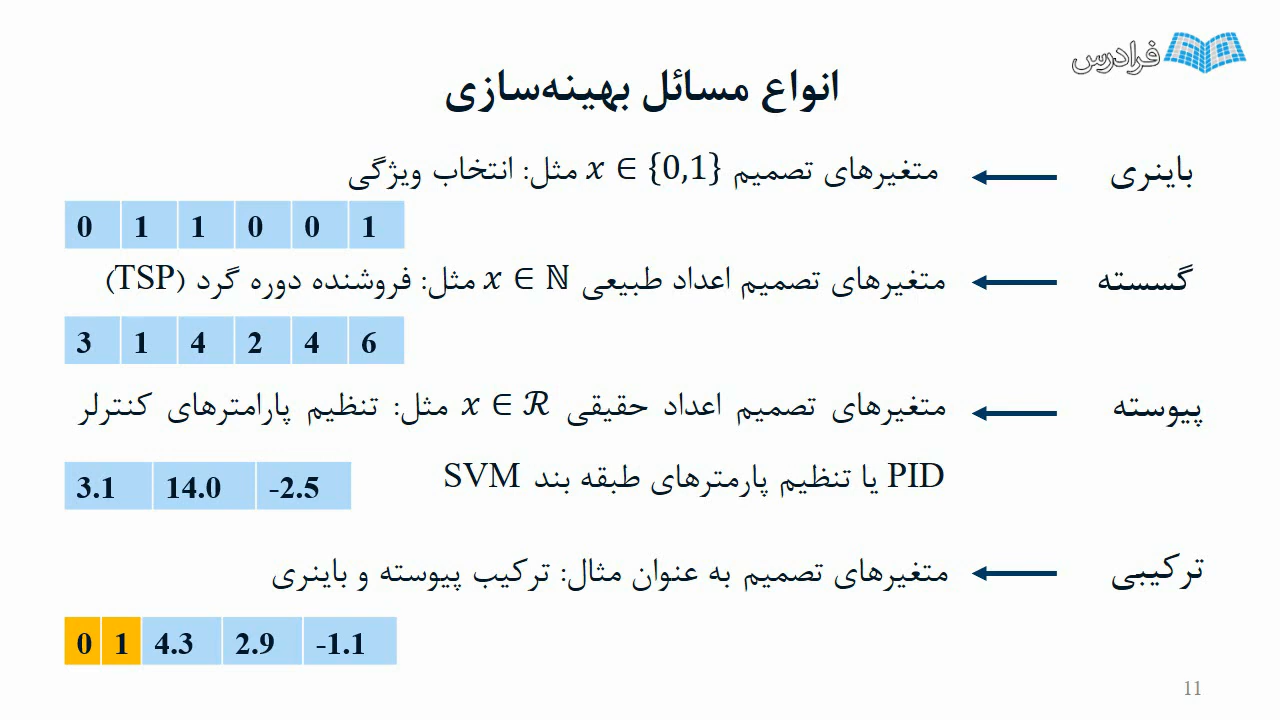 فرادرس
انواع مسائل بهینه‌سازی
باینری ← متغیرهای تصمیم x ∈ {0,1} مثل: انتخاب ویژگی
0 1 1 0 0 1
گسسته ← متغیرهای تصمیم اعداد طبیعی x ∈ ℕ مثل: فروشنده دوره گرد (TSP)
3 1 4 2 4 6
پیوسته ← متغیرهای تصمیم اعداد حقیقی x ∈ ℛ مثل: تنظیم پارامترهای کنترلر
PID یا تنظیم پارمترهای طبقه بند SVM
3.1 14.0 -2.5
ترکیبی ← متغیرهای تصمیم به عنوان مثال: ترکیب پیوسته و باینری
0 1 4.3 2.9 -1.1
11